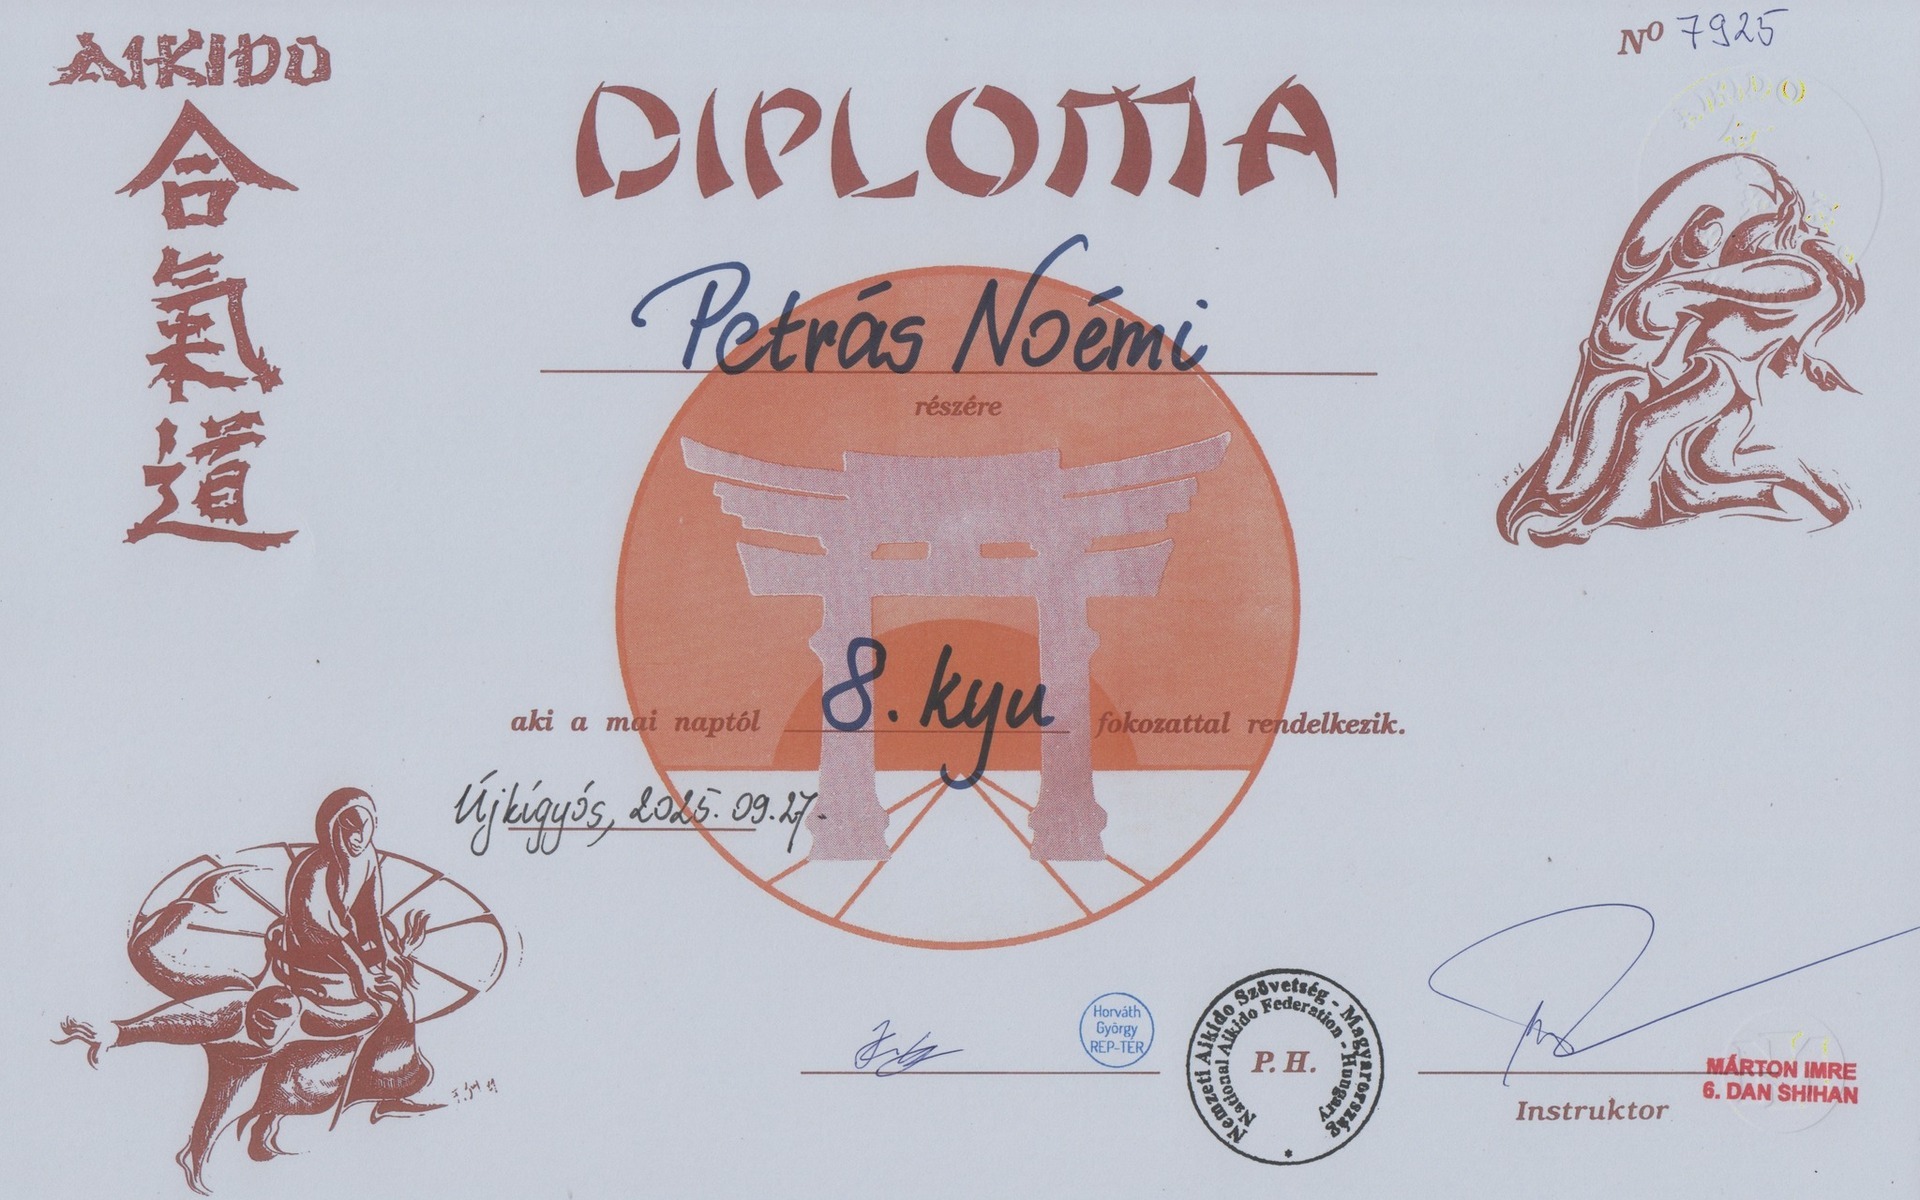 AIKIDO
合
氣
道
No 7925
DIPLOMA
Petrás Noémi
részére
aki a mai naptól 8. kyu fokozattal rendelkezik.
Újkígyós, 2025. 09. 27.
Horváth
György
REP-TER
Nemzeti Aikido Szövetség - Magyarország
National Aikido Federation - Hungary
P. H.
*
MÁRTON IMRE
6. DAN SHIHAN
Instruktor